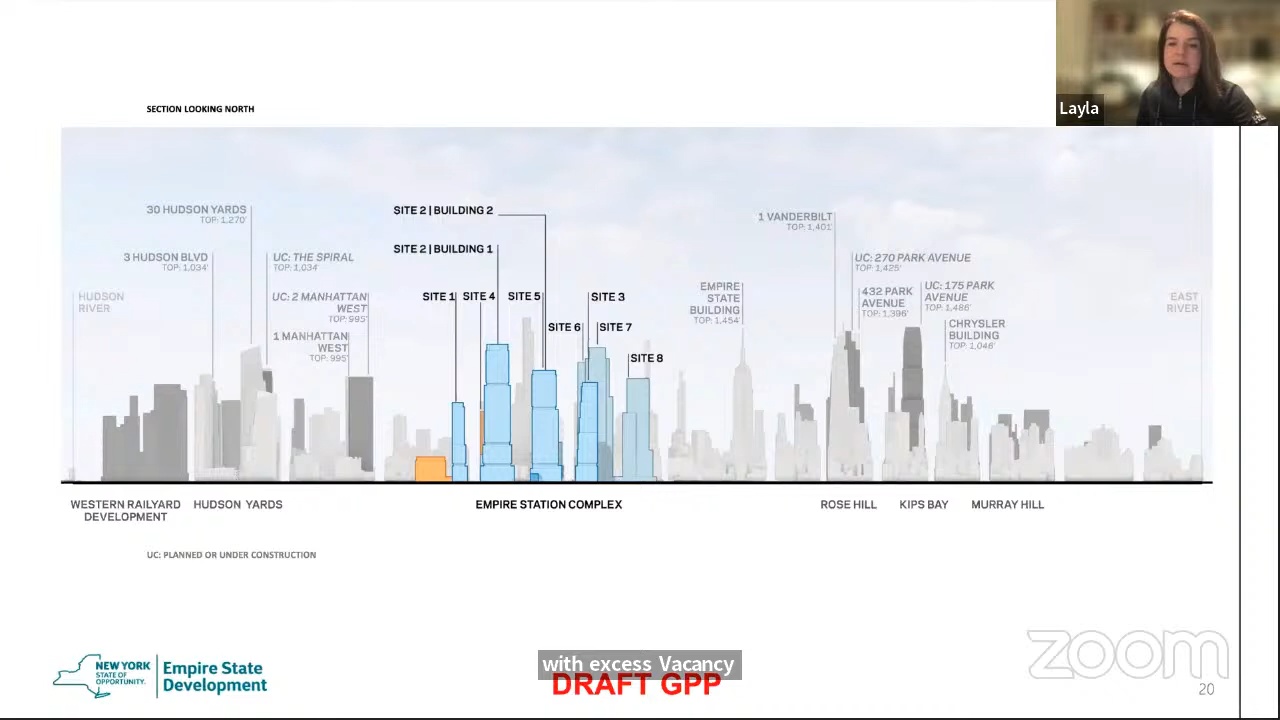 Layla
SECTION LOOKING NORTH
30 HUDSON YARDS
TOP: 1,270'
3 HUDSON BLVD
TOP: 1,034'
UC: THE SPIRAL
TOP: 1,034'
HUDSON
RIVER
UC: 2 MANHATTAN
WEST
TOP: 995'
1 MANHATTAN
WEST
TOP: 995'
SITE 2 | BUILDING 2
SITE 2 | BUILDING 1
SITE 1
SITE 4
SITE 5
SITE 3
SITE 6
SITE 7
SITE 8
EMPIRE
STATE
BUILDING
TOP: 1,454'
1 VANDERBILT
TOP: 1,401'
UC: 270 PARK AVENUE
TOP: 1,425'
432 PARK
AVENUE
TOP: 1,396'
UC: 175 PARK
AVENUE
TOP: 1,486'
CHRYSLER
BUILDING
TOP: 1,046'
EAST
RIVER
WESTERN RAILYARD
DEVELOPMENT
HUDSON YARDS
EMPIRE STATION COMPLEX
ROSE HILL
KIPS BAY
MURRAY HILL
UC: PLANNED OR UNDER CONSTRUCTION
NEW YORK
STATE OF
OPPORTUNITY.
Empire State
Development
with excess Vacancy
DRAFT GPP
zoom
20